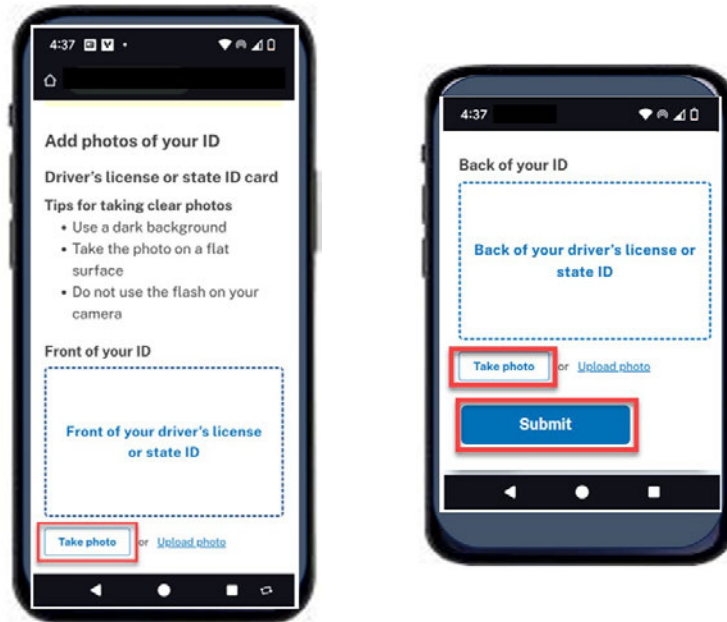 4:37
Add photos of your ID
Driver's license or state ID card
Tips for taking clear photos
• Use a dark background
• Take the photo on a flat
surface
• Do not use the flash on your
camera
Front of your ID
Front of your driver's license
or state ID
Take photo or Upload photo
4:37
Back of your ID
Back of your driver's license or
state ID
Take photo or Upload photo
Submit